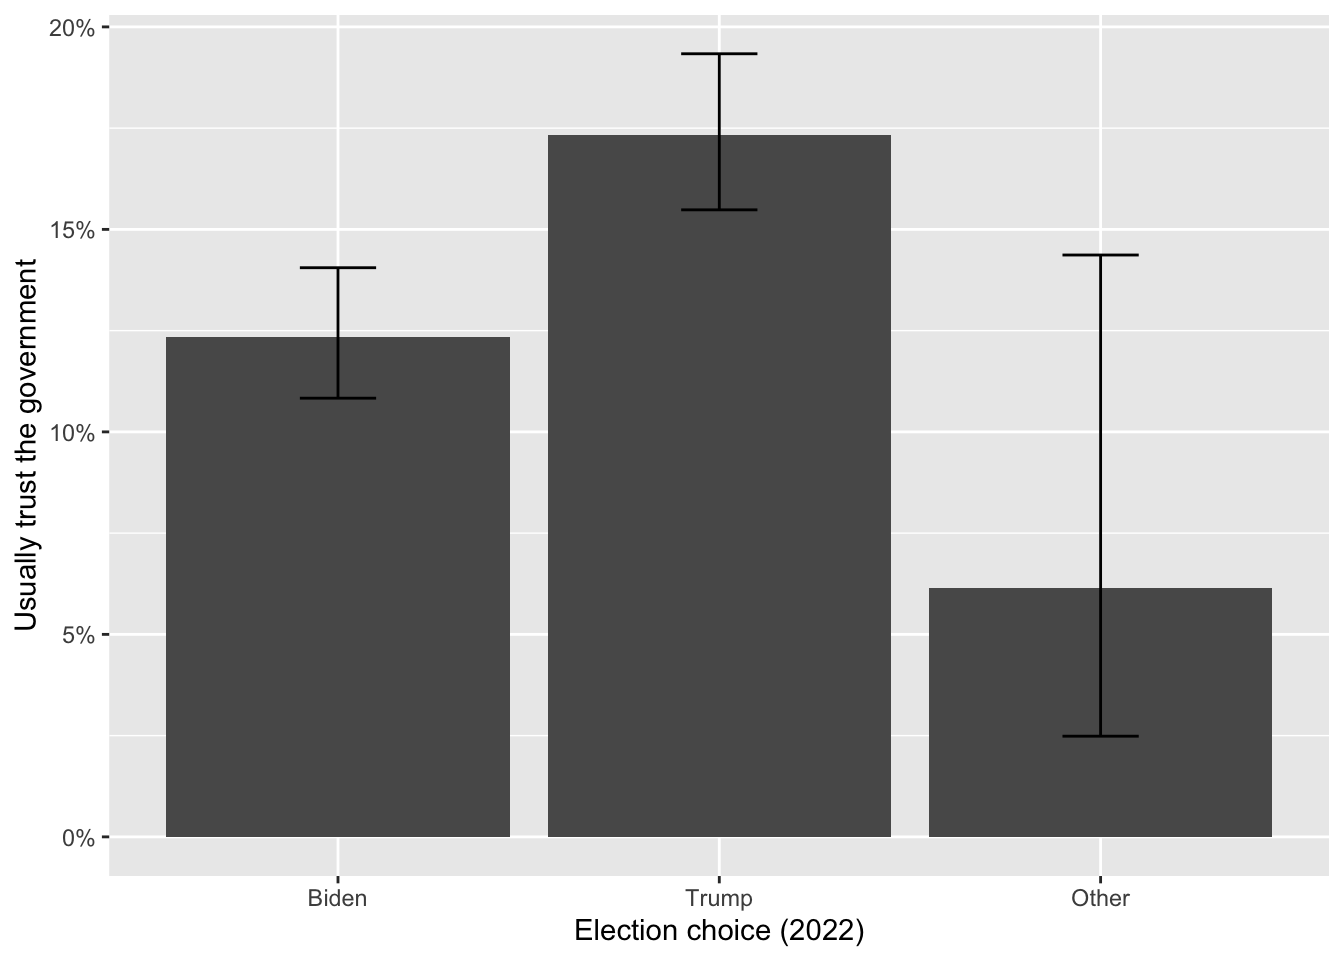 20%
15%
10%
5%
0%
Usually trust the government
Biden Trump Other
Election choice (2022)